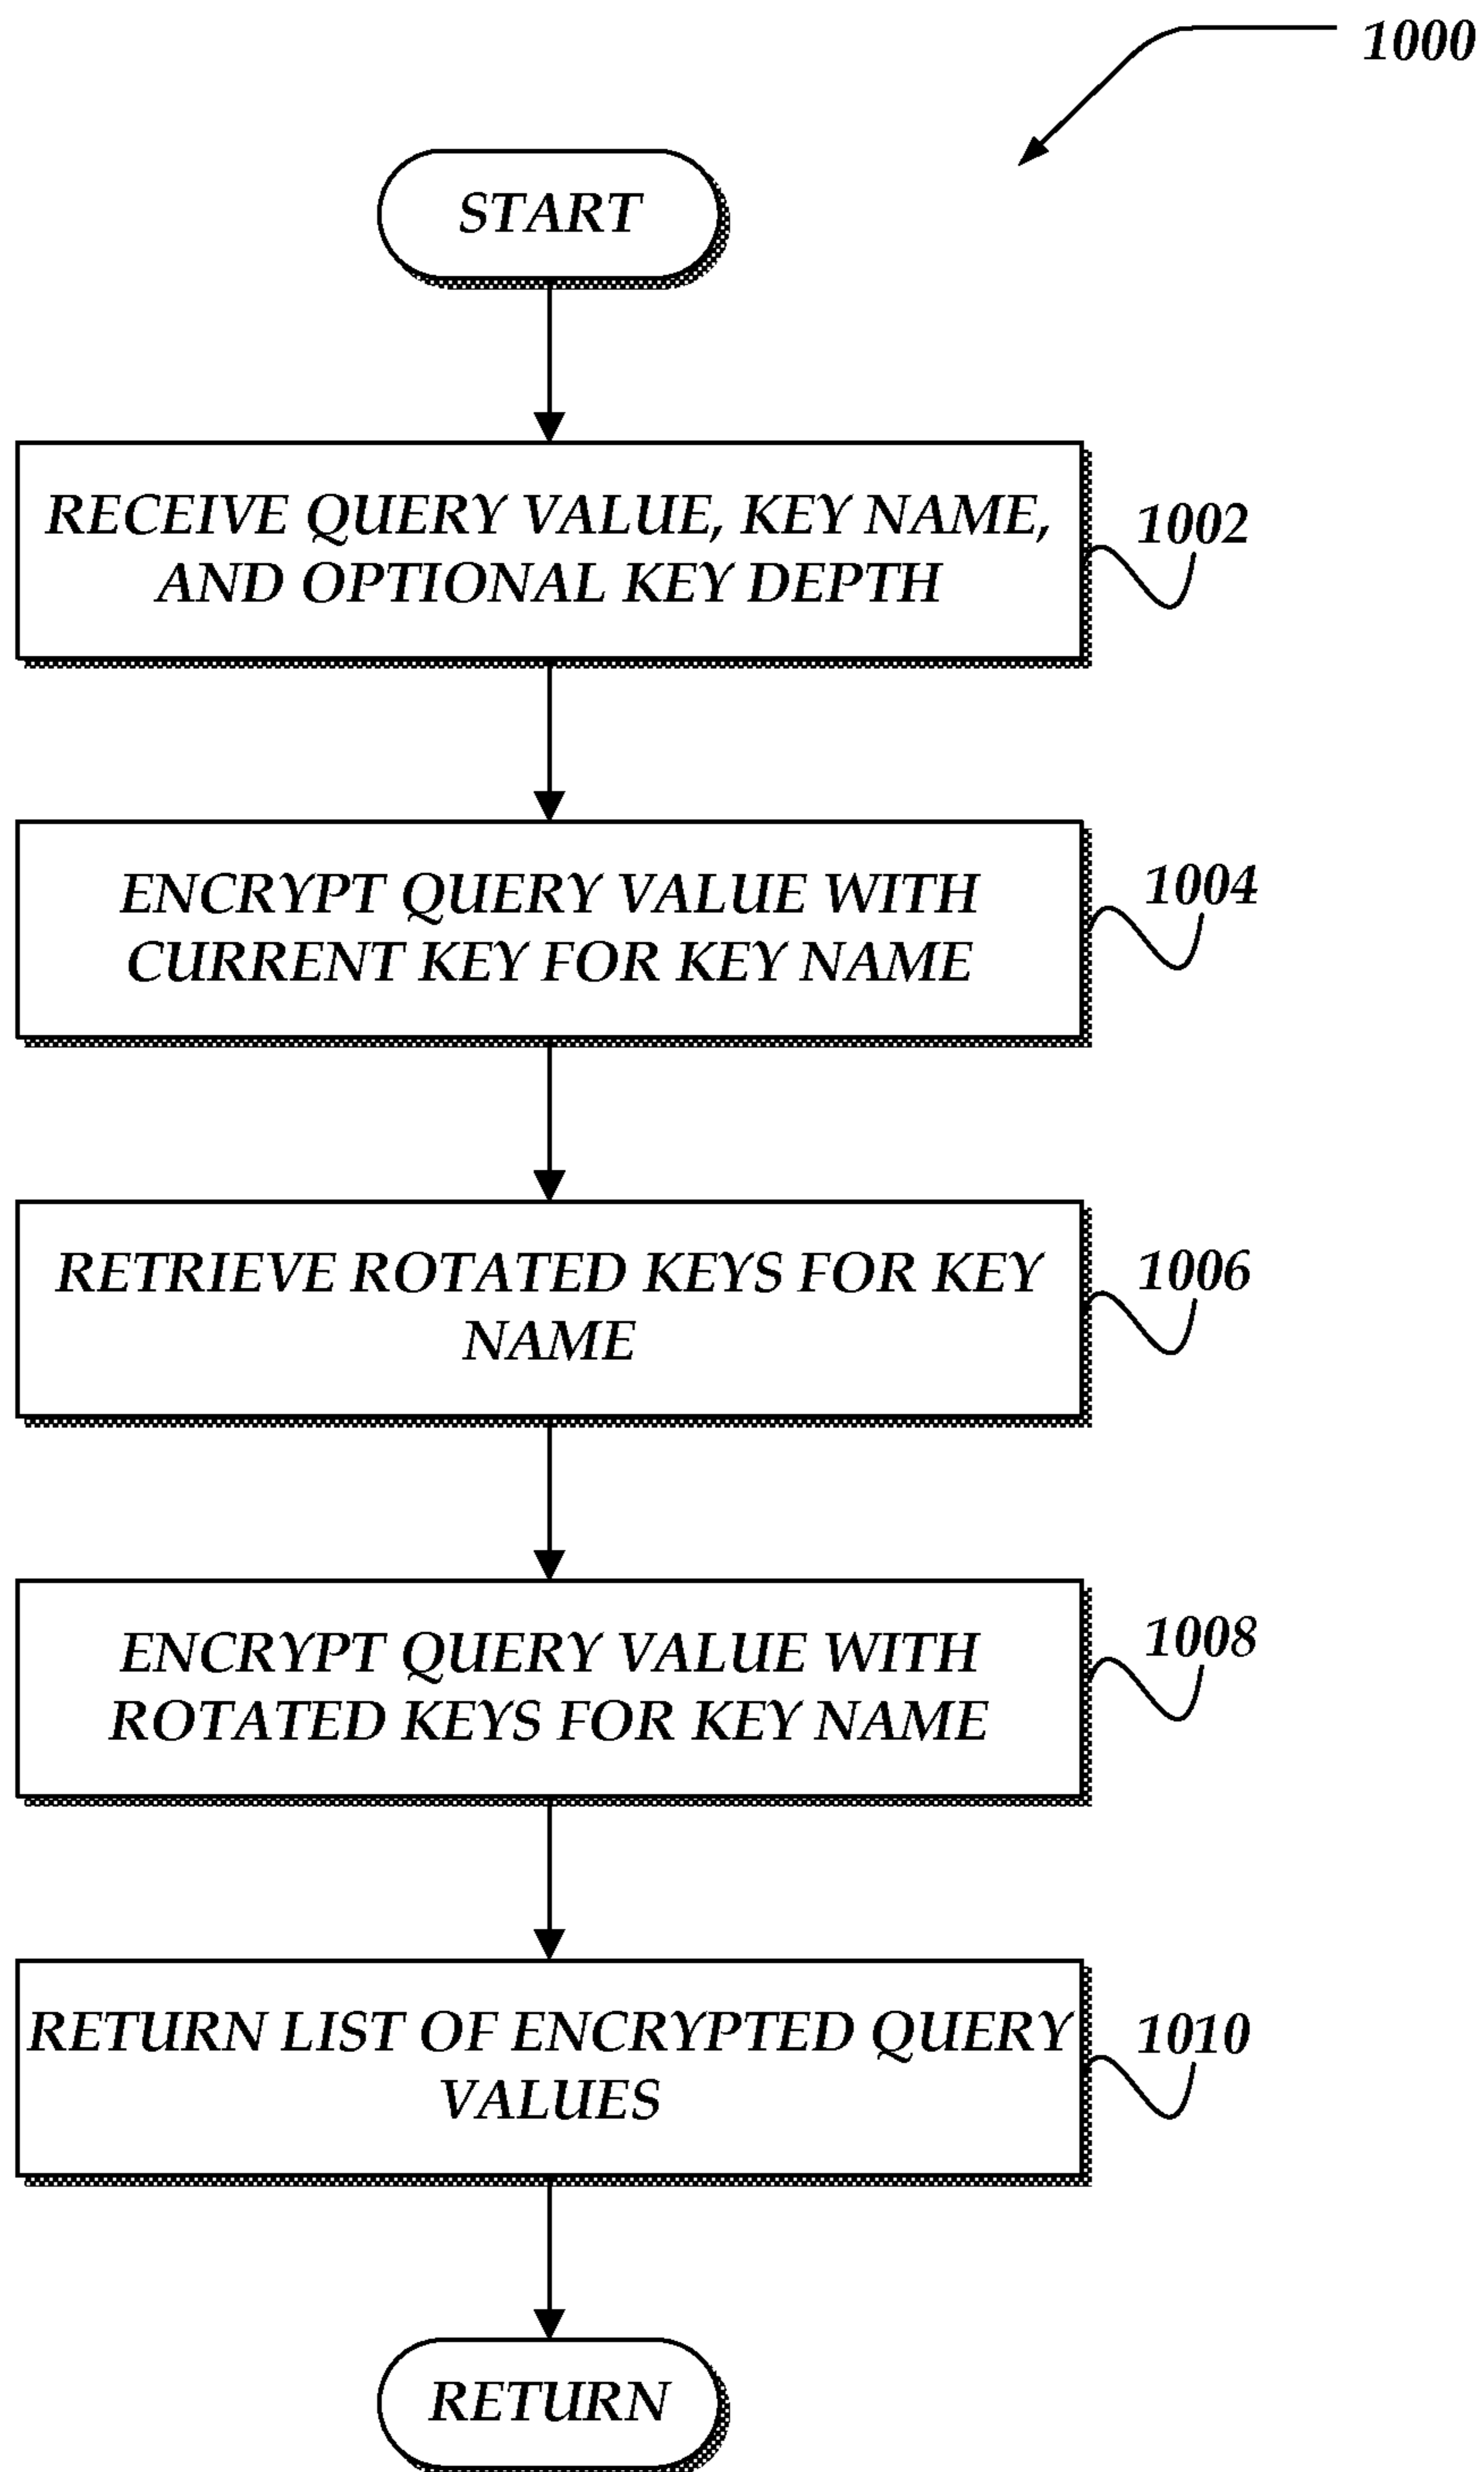 1000
START
RECEIVE QUERY VALUE, KEY NAME,
AND OPTIONAL KEY DEPTH
1002
ENCRYPT QUERY VALUE WITH
CURRENT KEY FOR KEY NAME
1004
RETRIEVE ROTATED KEYS FOR KEY
NAME
1006
ENCRYPT QUERY VALUE WITH
ROTATED KEYS FOR KEY NAME
1008
RETURN LIST OF ENCRYPTED QUERY
VALUES
1010
RETURN